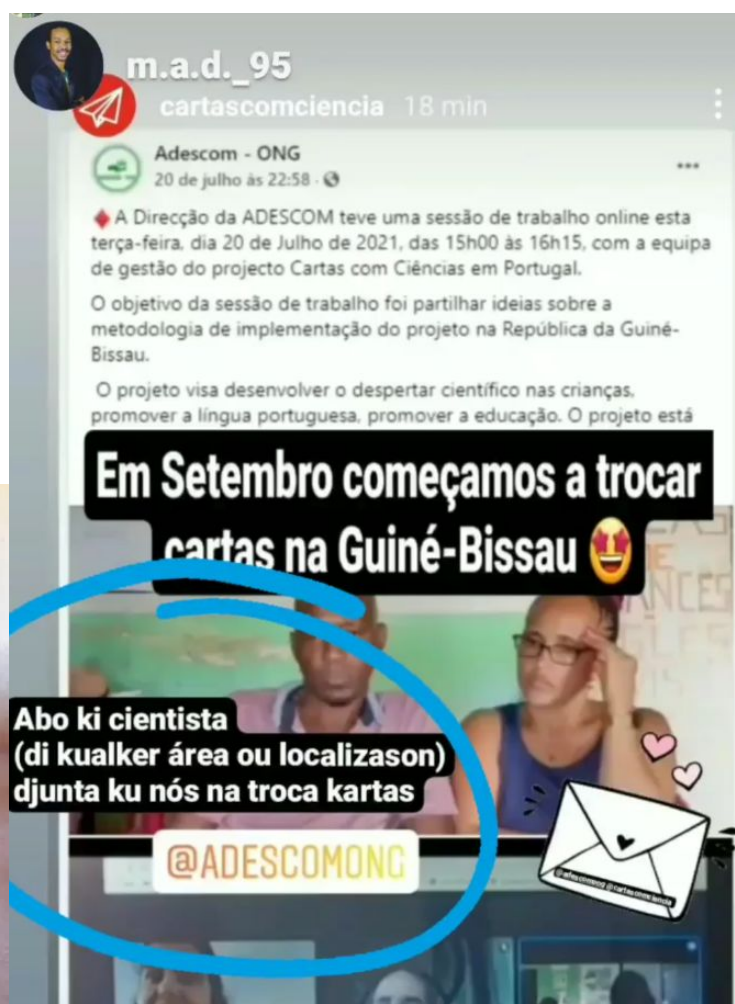 m.a.d._95
cartascomciencia 18 min
Adescom - ONG
20 de julho às 22:58 ·
A Direcção da ADESCOM teve uma sessão de trabalho online esta
terça-feira, dia 20 de Julho de 2021, das 15h00 às 16h15, com a equipa
de gestão do projecto Cartas com Ciências em Portugal.
O objetivo da sessão de trabalho foi partilhar ideias sobre a
metodologia de implementação do projeto na República da Guiné-
Bissau.
O projeto visa desenvolver o despertar científico nas crianças,
promover a língua portuguesa, promover a educação. O projeto está
Em Setembro começamos a trocar
cartas na Guiné-Bissau 🤩
Abo ki cientista
(di kualker área ou localizason)
djunta ku nós na troca kartas
@ADESCOMONG
@adescomong @cartascomciencia